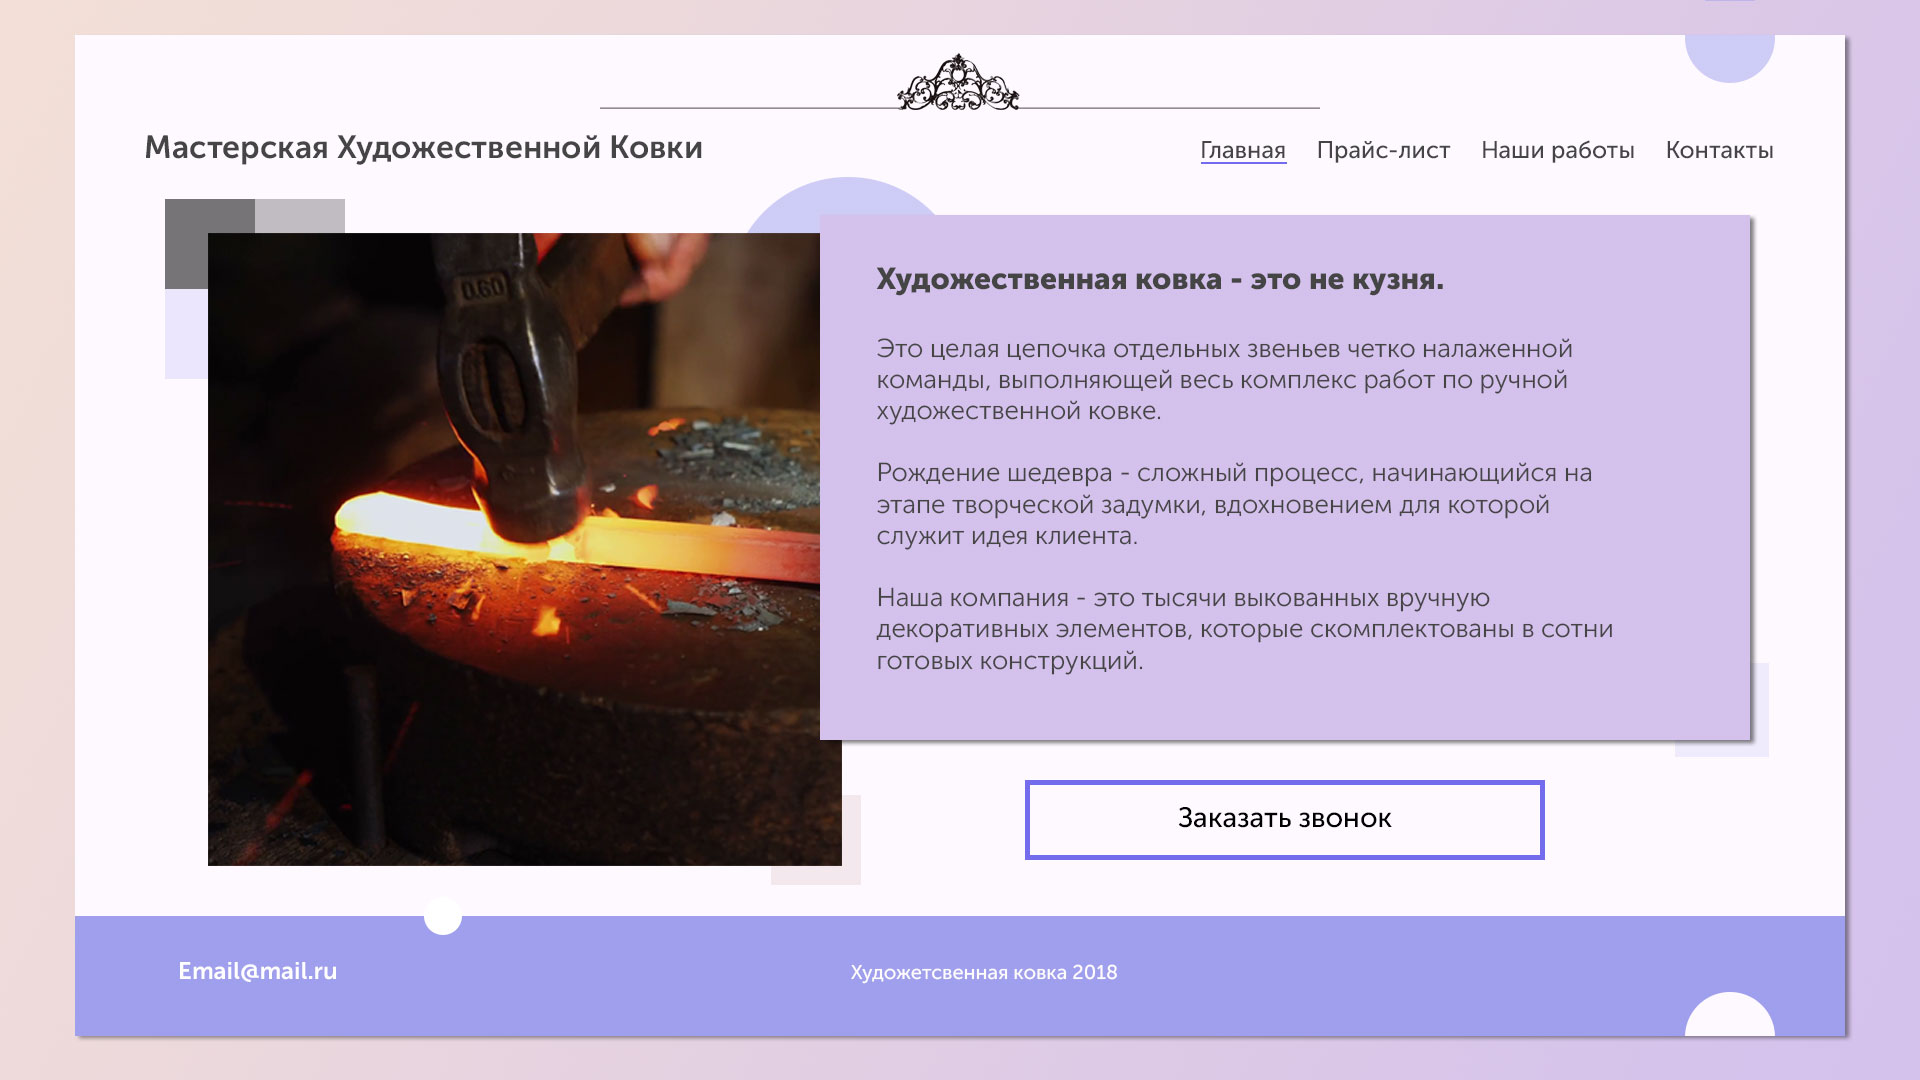 Мастерская Художественной Ковки
Главная Прайс-лист Наши работы Контакты
0.60
Художественная ковка - это не кузня.
Это целая цепочка отдельных звеньев четко налаженной
команды, выполняющей весь комплекс работ по ручной
художественной ковке.
Рождение шедевра - сложный процесс, начинающийся на
этапе творческой задумки, вдохновением для которой
служит идея клиента.
Наша компания - это тысячи выкованных вручную
декоративных элементов, которые скомплектованы в сотни
готовых конструкций.
Заказать звонок
Email@mail.ru
Художетсвенная ковка 2018